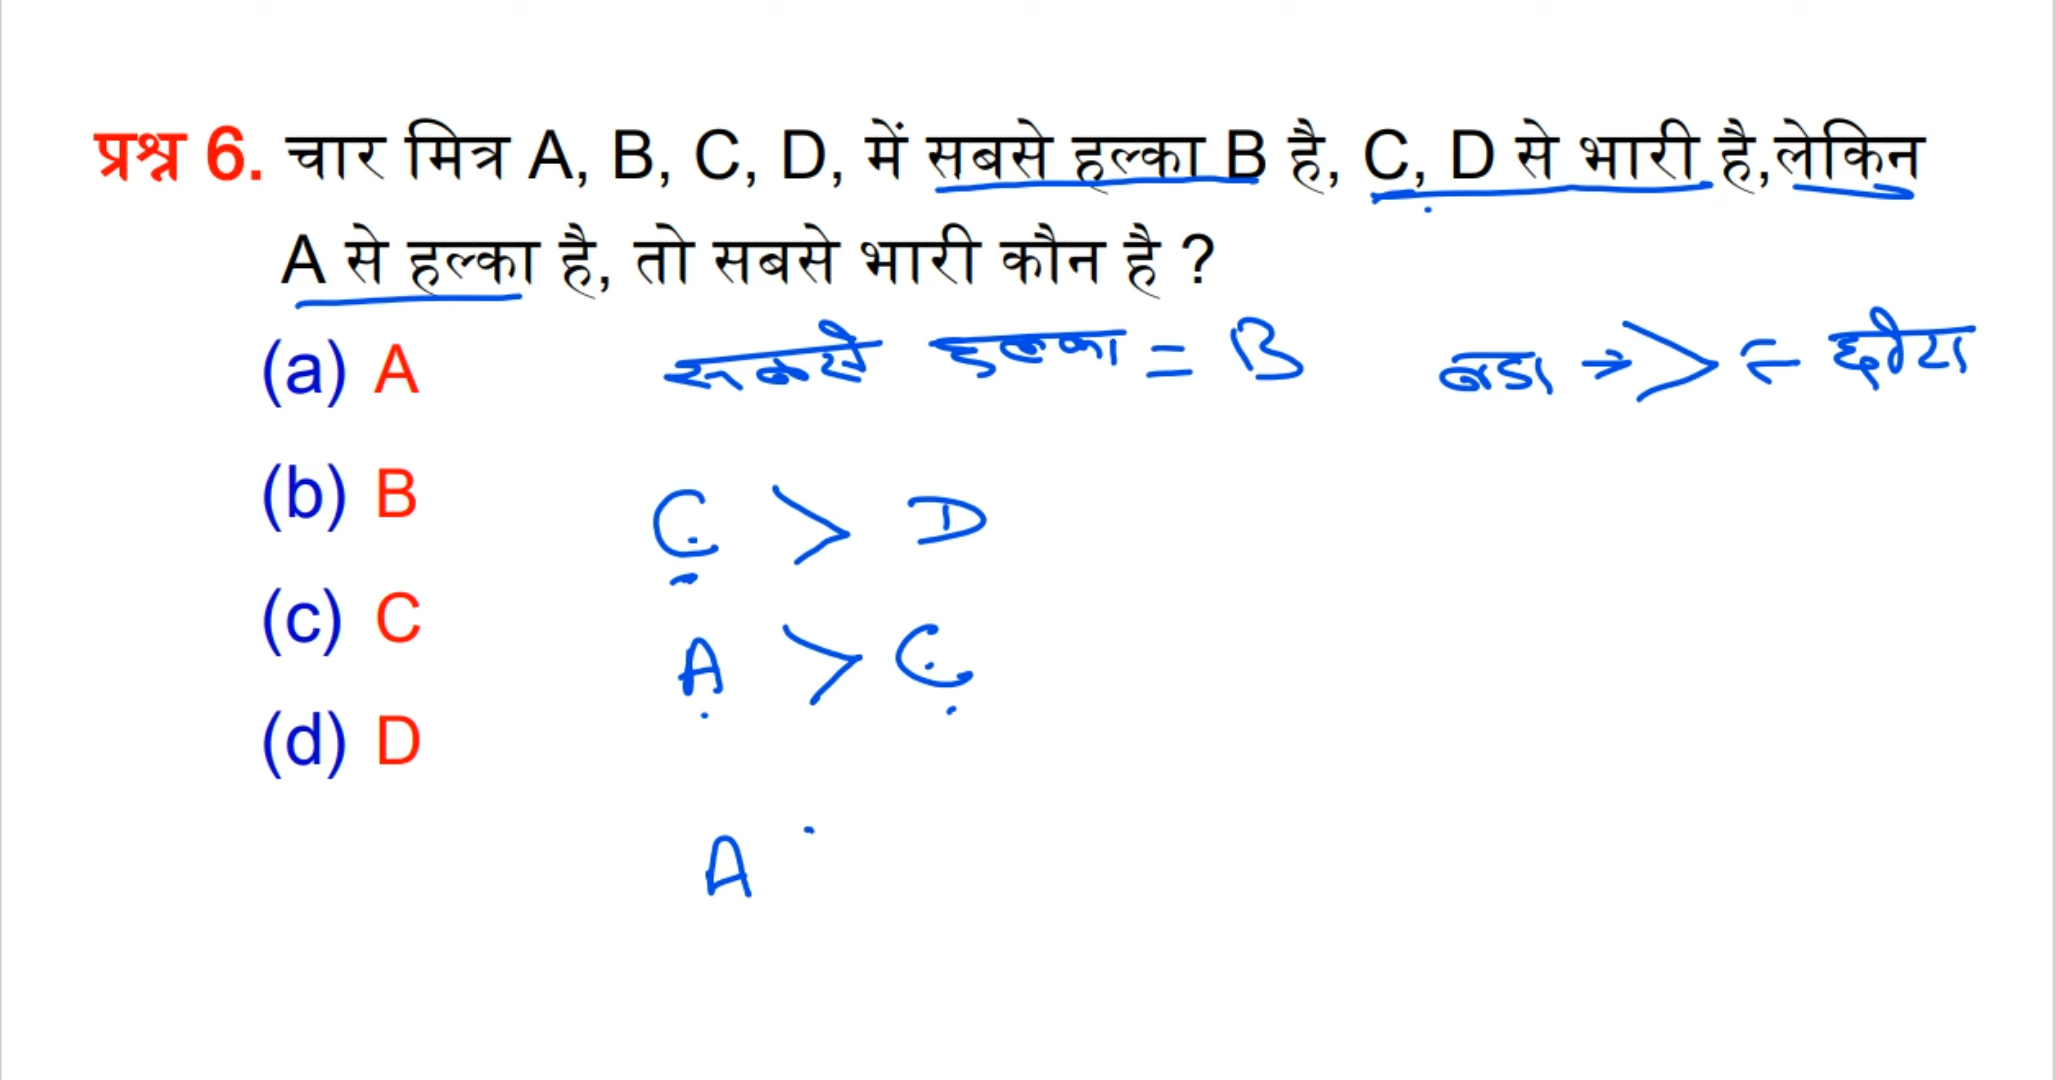 प्रश्न 6. चार मित्र A, B, C, D, में सबसे हल्का B है, C, D से भारी है,लेकिन
A से हल्का है, तो सबसे भारी कौन है ?
(a) A
सबसे हल्का = B बडा → > ← छोटा
(b) B
C > D
(c) C
A > C
(d) D
A